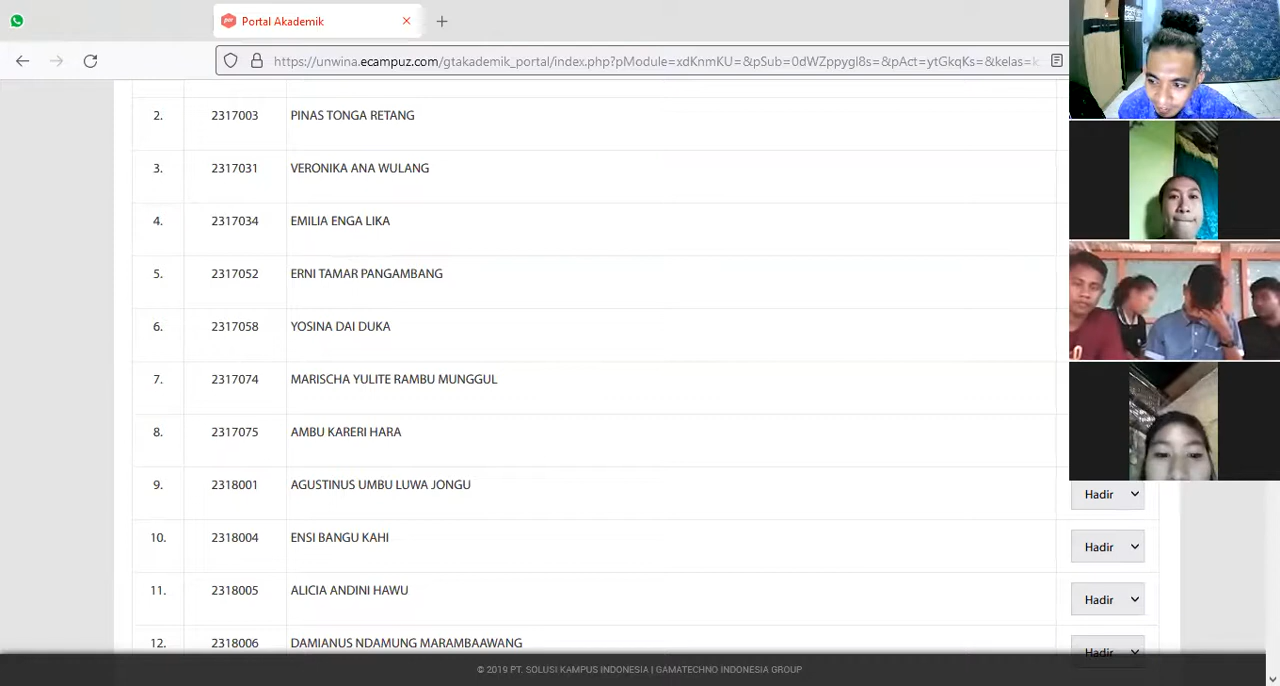 Portal Akademik
https://unwindecampuz.com/gtakademik_portal/index.php?pModule=xdKnmKU=&pSub=0dWZppygl8s=&pAct=ytGkqKs=&kelas=k
2. 2317003 PINAS TONGA RETANG
3. 2317031 VERONIKA ANA WULANG
4. 2317034 EMILIA ENGA LIKA
5. 2317052 ERNI TAMAR PANGAMBANG
6. 2317058 YOSINA DAI DUKA
7. 2317074 MARISCHA YULITE RAMBU MUNGGUL
8. 2317075 AMBU KARERI HARA
9. 2318001 AGUSTINUS UMBU LUWA JONGU Hadir
10. 2318004 ENSI BANGU KAHI Hadir
11. 2318005 ALICIA ANDINI HAWU Hadir
12. 2318006 DAMIANUS NDAMUNG MARAMBAAWANG Hadir
© 2019 PT. SOLUSI KAMPUS INDONESIA | GAMATECHNO INDONESIA GROUP